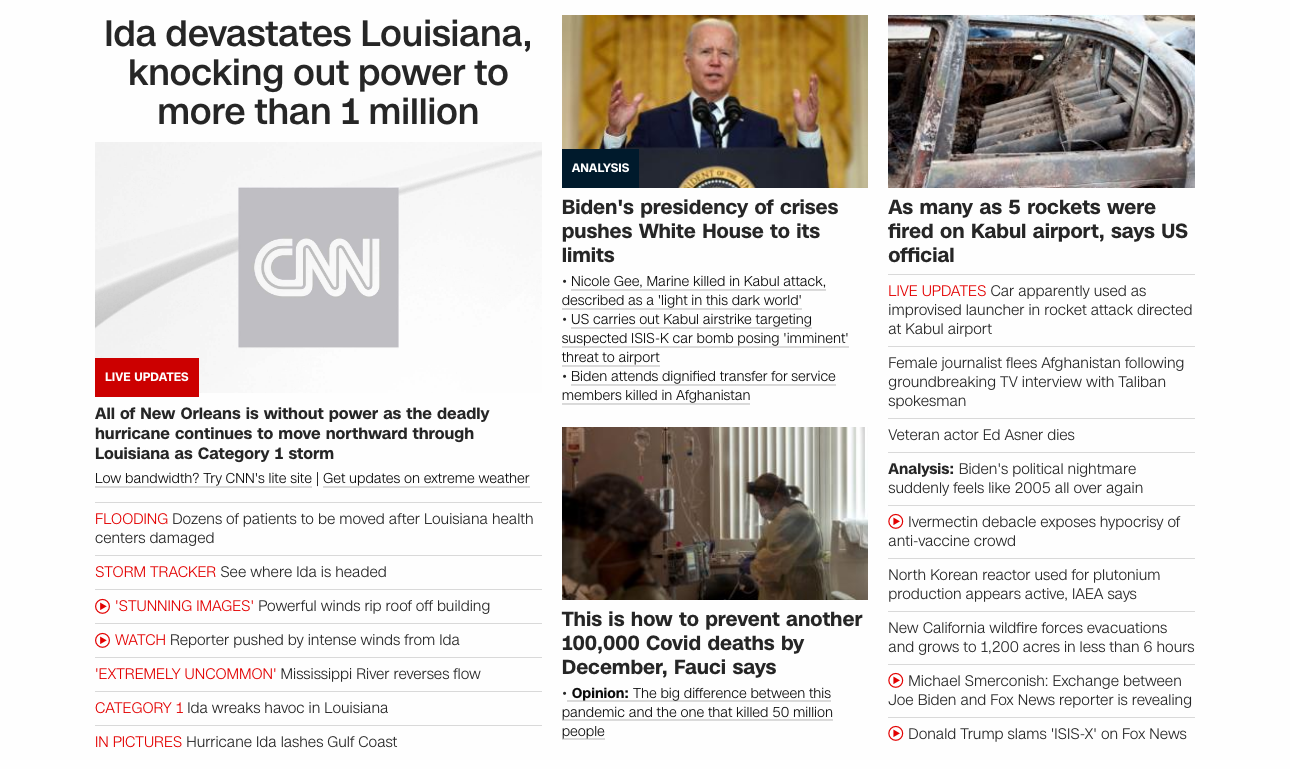 Ida devastates Louisiana,
knocking out power to
more than 1 million
CNN
LIVE UPDATES
All of New Orleans is without power as the deadly
hurricane continues to move northward through
Louisiana as Category 1 storm
Low bandwidth? Try CNN's lite site | Get updates on extreme weather
FLOODING Dozens of patients to be moved after Louisiana health
centers damaged
STORM TRACKER See where Ida is headed
'STUNNING IMAGES' Powerful winds rip roof off building
WATCH Reporter pushed by intense winds from Ida
'EXTREMELY UNCOMMON' Mississippi River reverses flow
CATEGORY 1 Ida wreaks havoc in Louisiana
IN PICTURES Hurricane Ida lashes Gulf Coast
ANALYSIS
Biden's presidency of crises
pushes White House to its
limits
• Nicole Gee, Marine killed in Kabul attack,
described as a 'light in this dark world'
• US carries out Kabul airstrike targeting
suspected ISIS-K car bomb posing 'imminent'
threat to airport
• Biden attends dignified transfer for service
members killed in Afghanistan
This is how to prevent another
100,000 Covid deaths by
December, Fauci says
• Opinion: The big difference between this
pandemic and the one that killed 50 million
people
As many as 5 rockets were
fired on Kabul airport, says US
official
LIVE UPDATES Car apparently used as
improvised launcher in rocket attack directed
at Kabul airport
Female journalist flees Afghanistan following
groundbreaking TV interview with Taliban
spokesman
Veteran actor Ed Asner dies
Analysis: Biden's political nightmare
suddenly feels like 2005 all over again
Ivermectin debacle exposes hypocrisy of
anti-vaccine crowd
North Korean reactor used for plutonium
production appears active, IAEA says
New California wildfire forces evacuations
and grows to 1,200 acres in less than 6 hours
Michael Smerconish: Exchange between
Joe Biden and Fox News reporter is revealing
Donald Trump slams 'ISIS-X' on Fox News